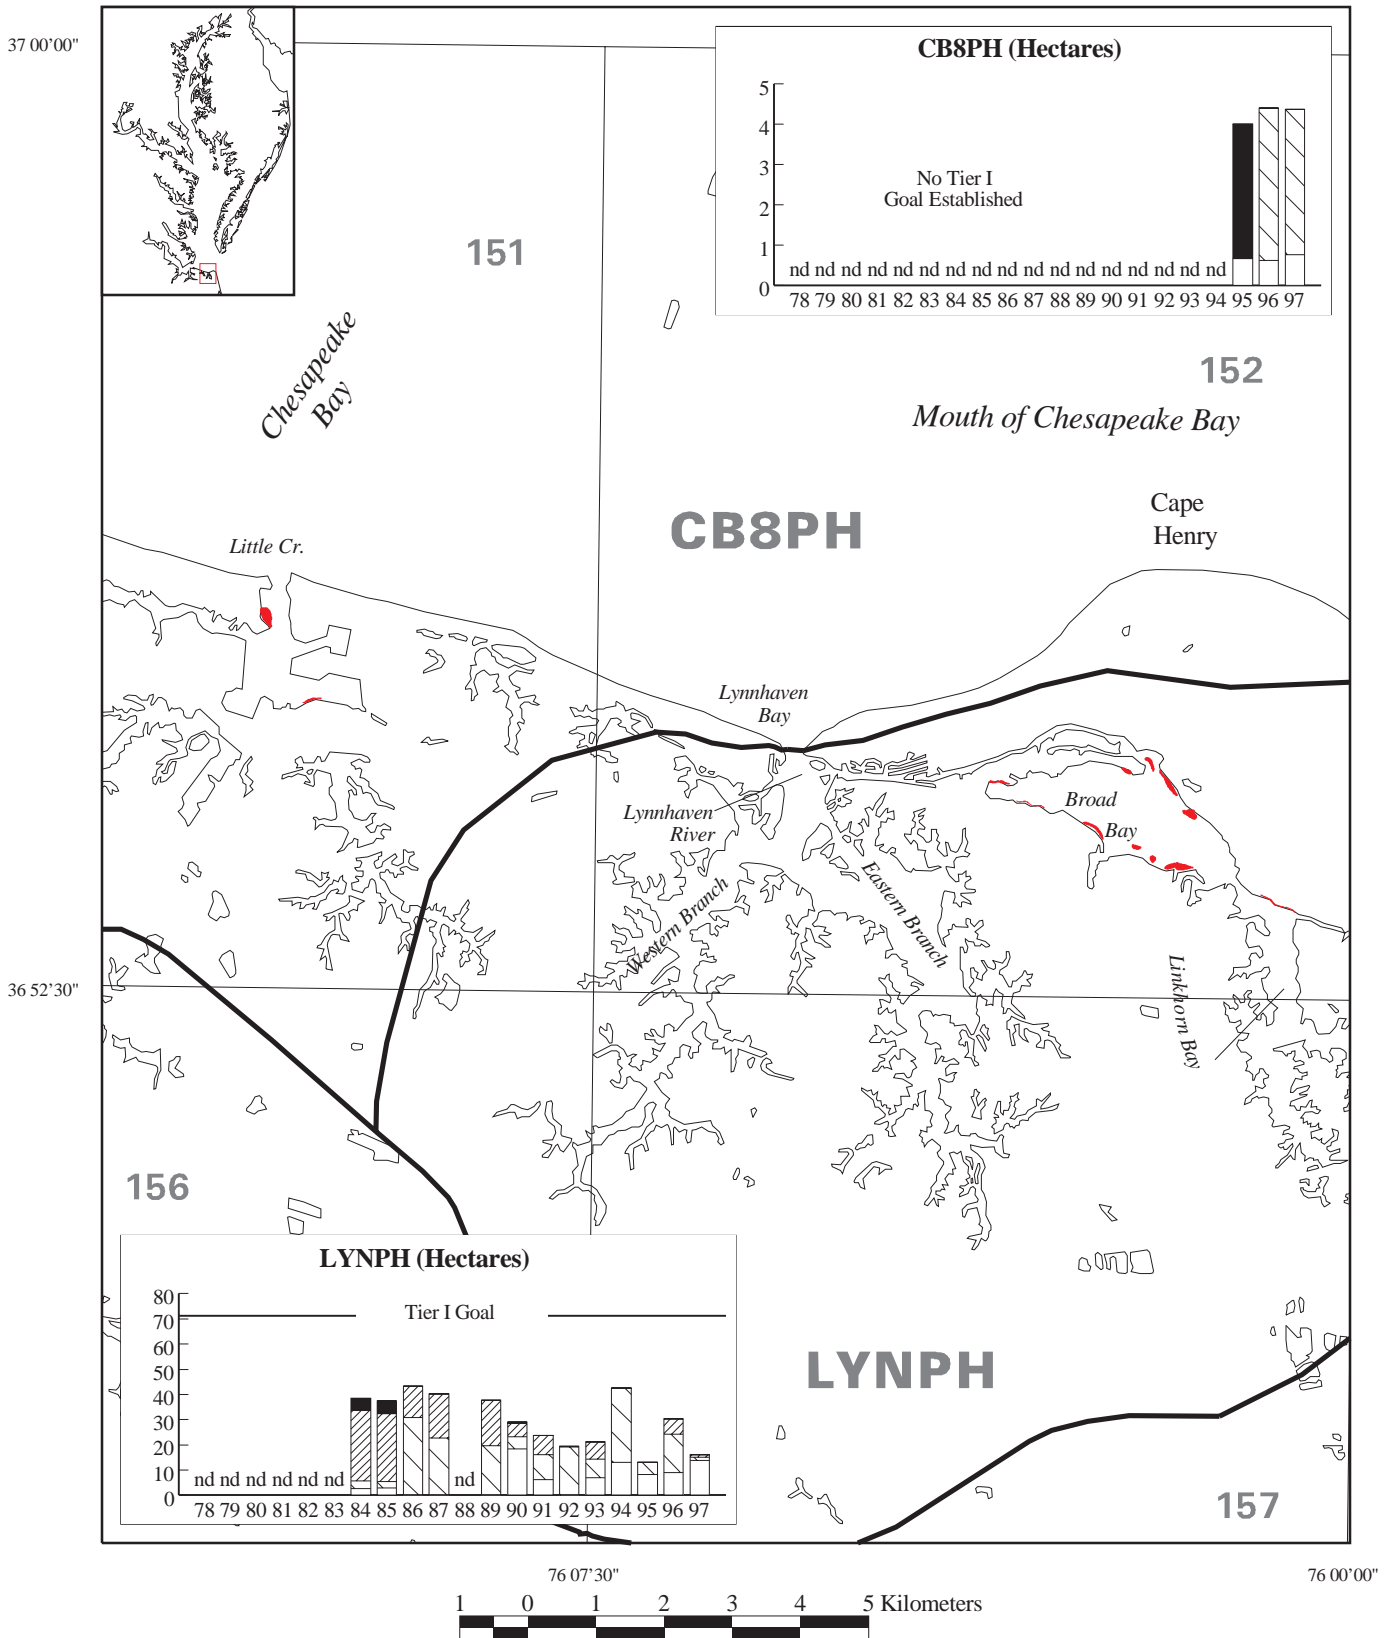 37 00'00"
CB8PH (Hectares)
5
4
3
2
1
0
No Tier I
Goal Established
nd nd nd nd nd nd nd nd nd nd nd nd nd nd nd nd nd
78 79 80 81 82 83 84 85 86 87 88 89 90 91 92 93 94 95 96 97
151
152
Chesapeake
Bay
Mouth of Chesapeake Bay
CB8PH
Cape
Henry
Little Cr.
Lynnhaven
Bay
Lynnhaven
River
Broad
Bay
Western Branch
Eastern Branch
Linkhorn Bay
36 52'30"
156
LYNPH (Hectares)
80
70
60
50
40
30
20
10
0
Tier I Goal
nd nd nd nd nd nd nd
78 79 80 81 82 83 84 85 86 87 88 89 90 91 92 93 94 95 96 97
LYNPH
157
76 07'30"
76 00'00"
1 0 1 2 3 4 5 Kilometers